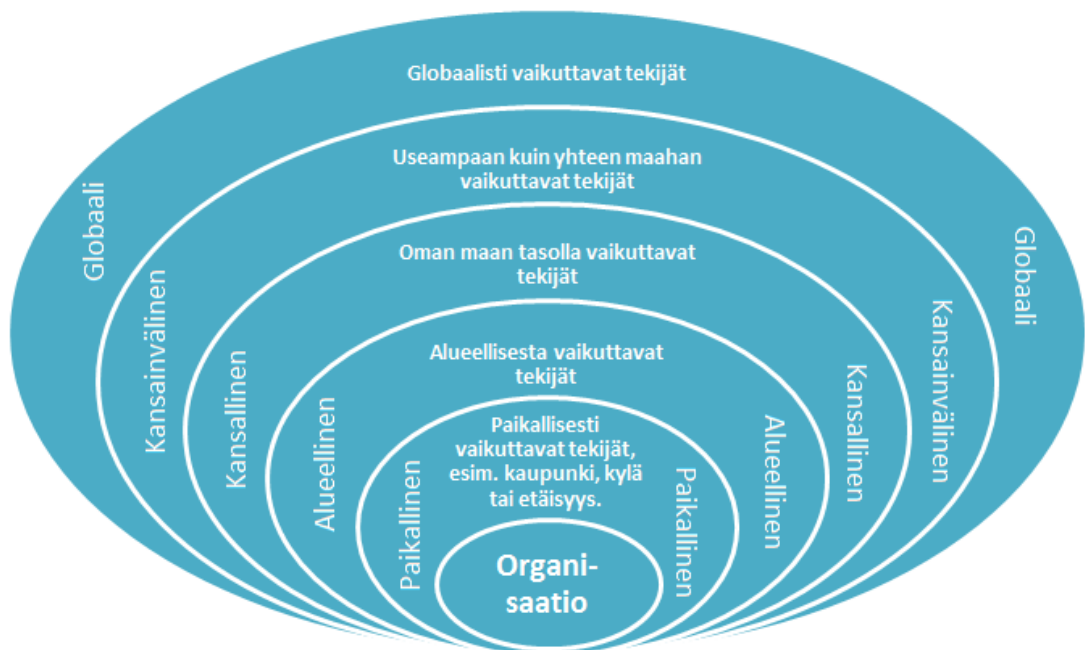 Globaalisti vaikuttavat tekijät
Globaali
Globaali
Useampaan kuin yhteen maahan
vaikuttavat tekijät
Kansainvälinen
Kansainvälinen
Oman maan tasolla vaikuttavat
tekijät
Kansallinen
Kansallinen
Alueellisesta vaikuttavat
tekijät
Alueellinen
Alueellinen
Paikallisesti
vaikuttavat tekijät,
esim. kaupunki, kylä
tai etäisyys.
Paikallinen
Paikallinen
Organi-
saatio